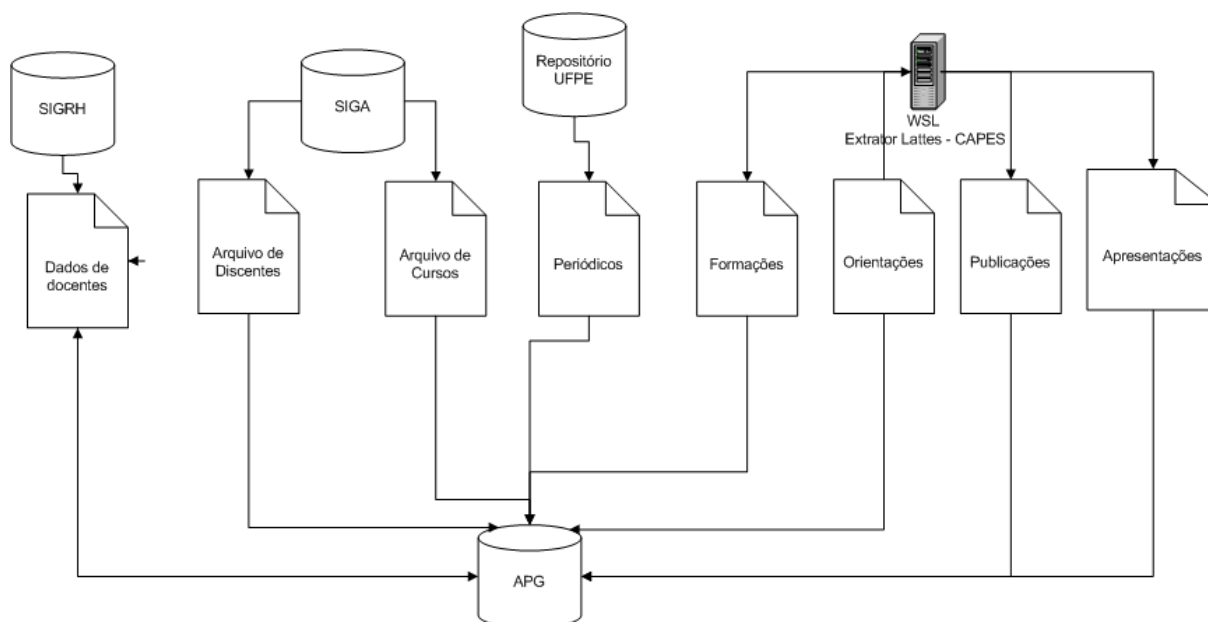 SIGRH
SIGA
Repositório
UFPE
WSL
Extrator Lattes - CAPES
Dados de
docentes
Arquivo de
Discentes
Arquivo de
Cursos
Periódicos
Formações
Orientações
Publicações
Apresentações
APG